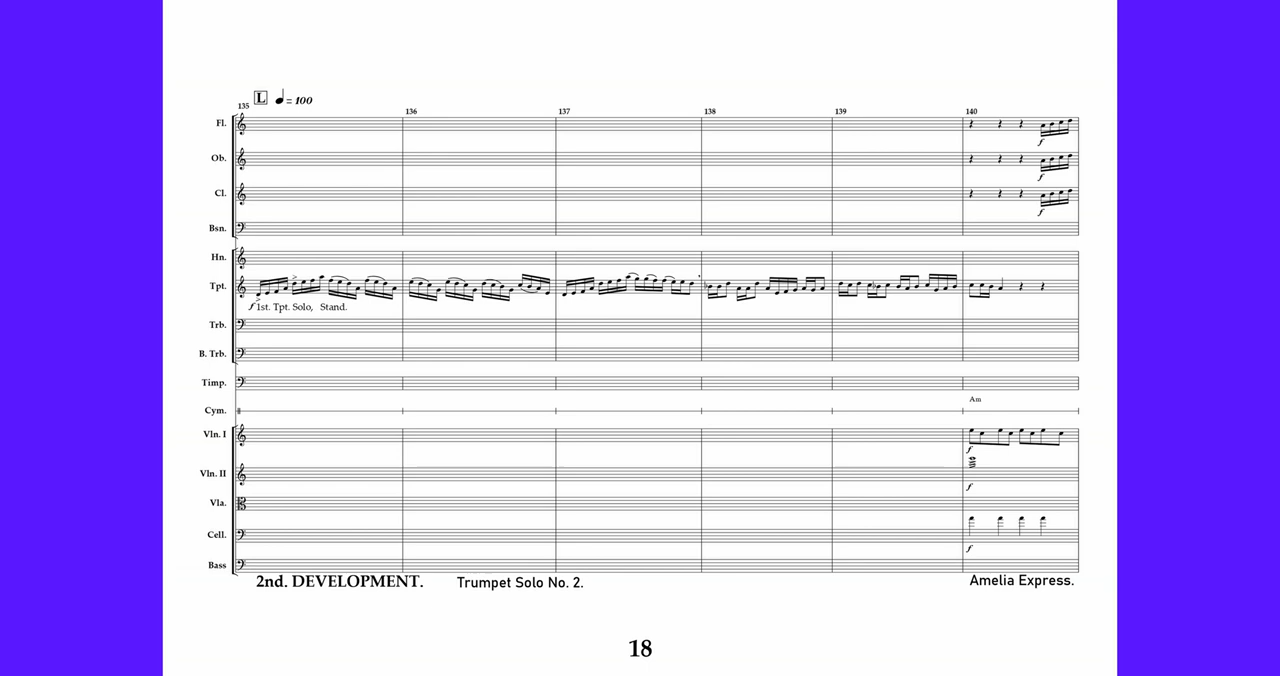 L = 100
135 136 137 138 139 140
Fl.
f
Ob.
f
Cl.
f
Bsn.
Hn.
Tpt.
f 1st. Tpt. Solo, Stand.
Trb.
B. Trb.
Timp.
Am
Cym.
Vln. I
f
Vln. II
f
Vla.
Cell.
f
Bass
2nd. DEVELOPMENT. Trumpet Solo No. 2. Amelia Express.
18